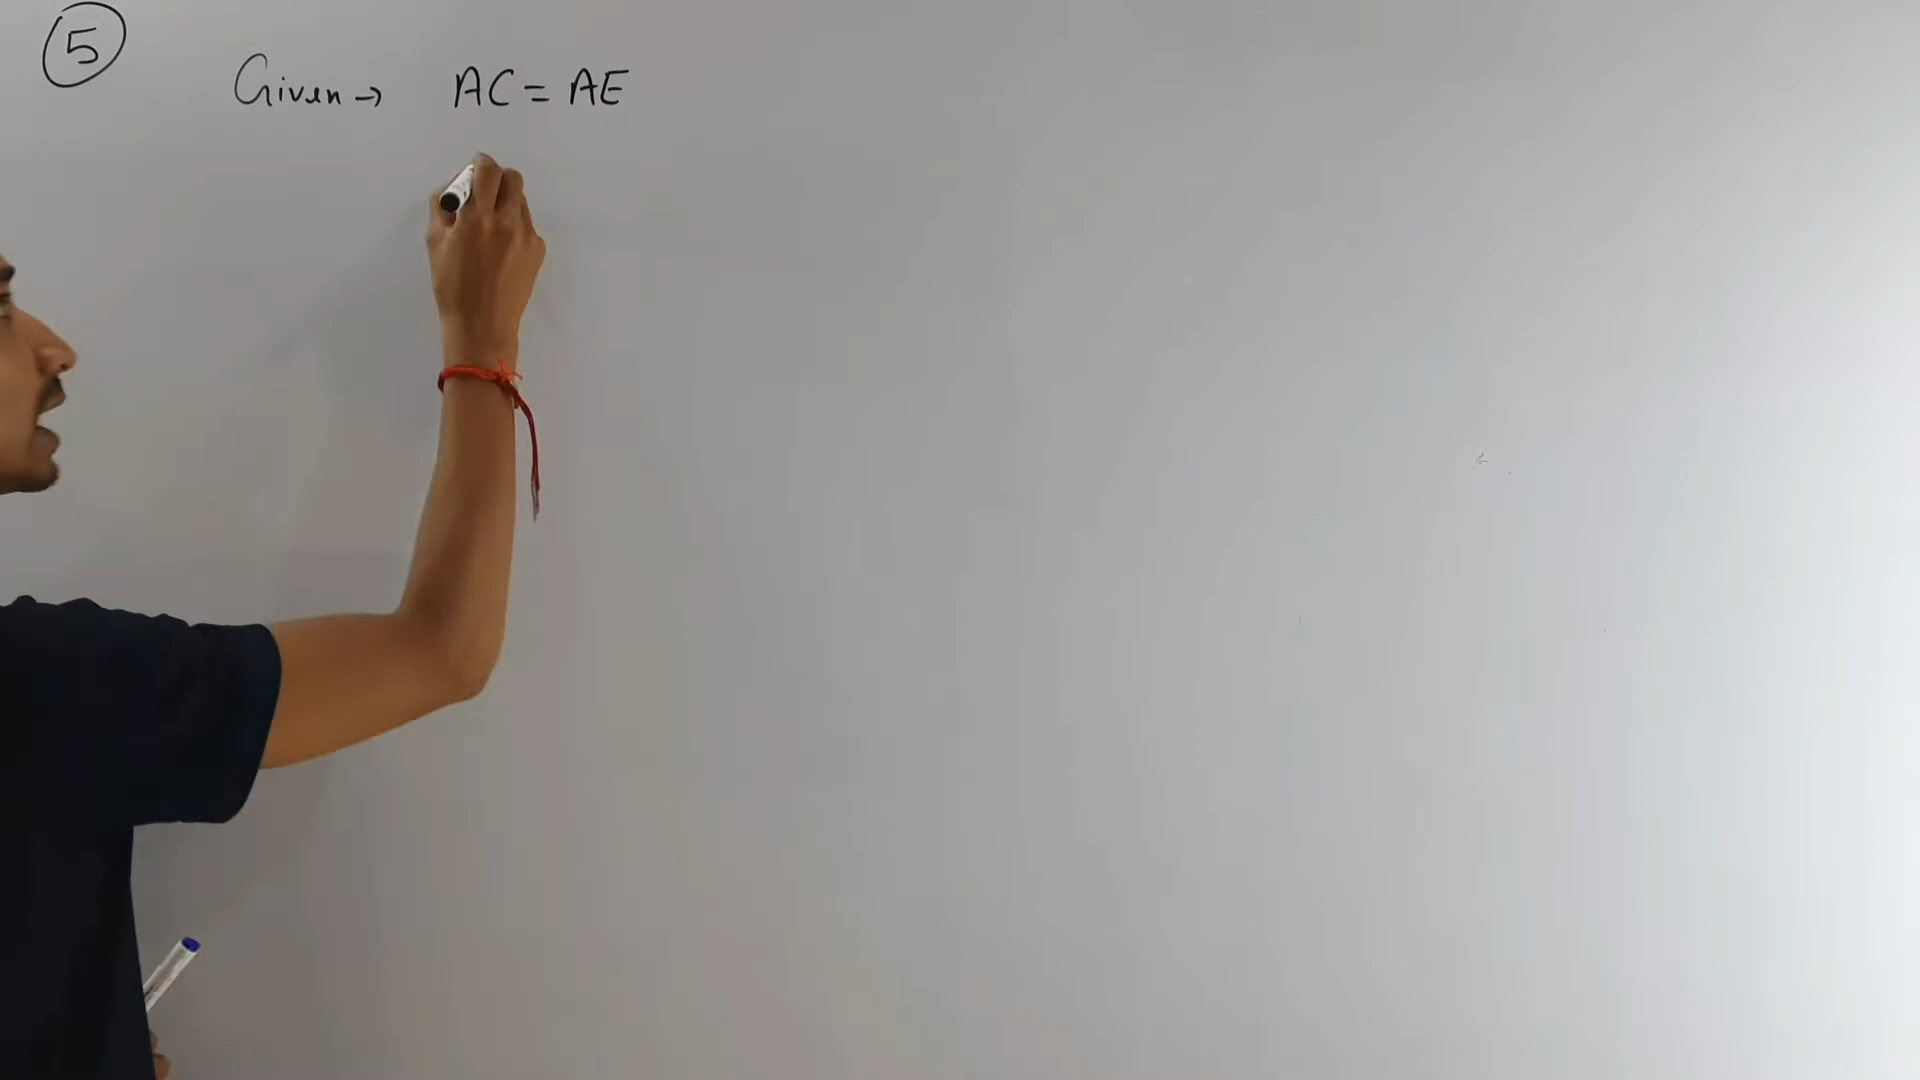 5
Given → AC = AE